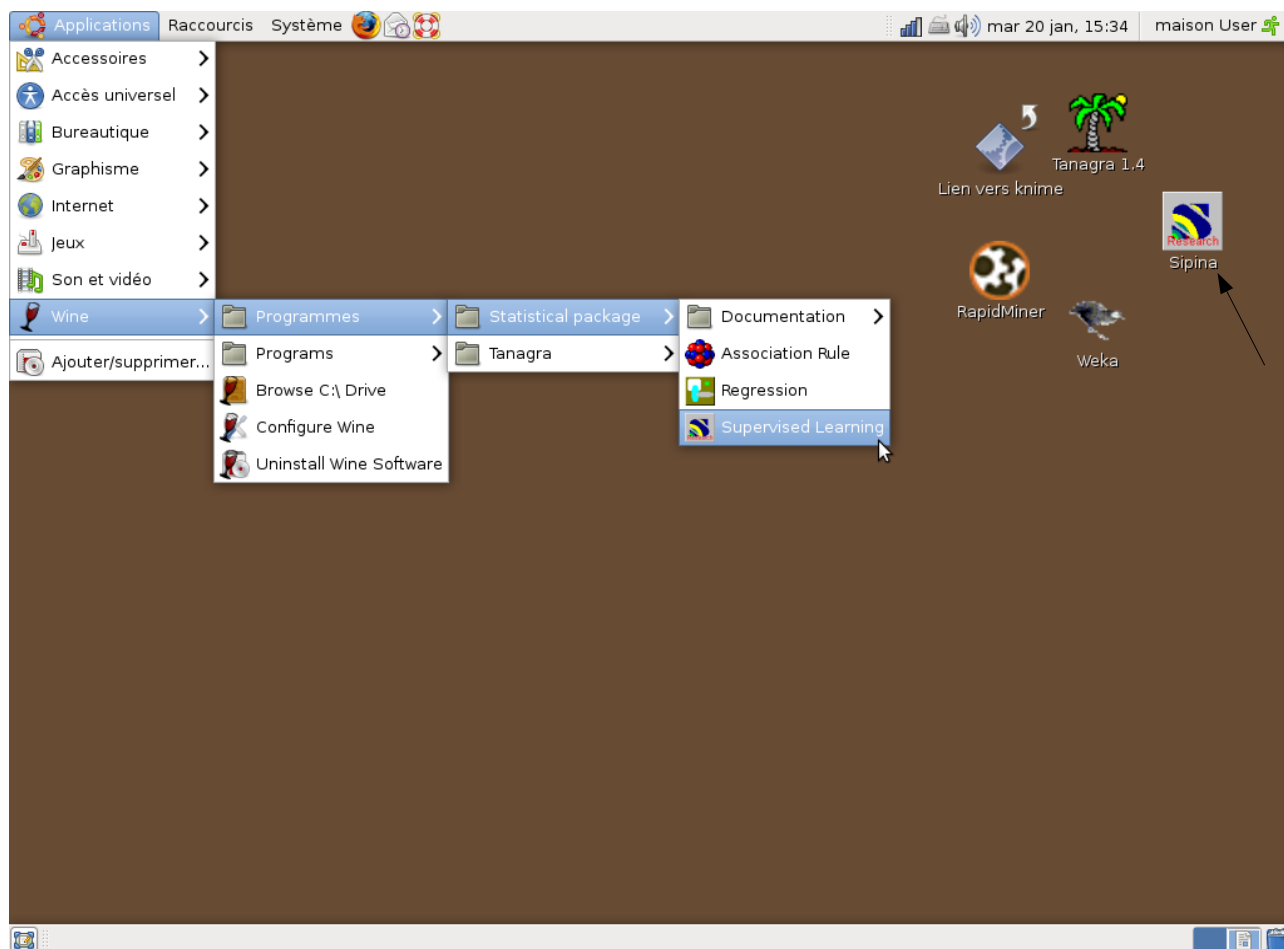 Applications Raccourcis Système mar 20 jan, 15:34 maison User
Accessoires
Accès universel
Bureautique
Graphisme
Internet
Jeux
Son et vidéo
Wine
Ajouter/supprimer...
Programmes
Programs
Browse C:\ Drive
Configure Wine
Uninstall Wine Software
Statistical package
Tanagra
Documentation
Association Rule
Regression
Supervised Learning
Tanagra 1.4
Lien vers knime
Research
Sipina
RapidMiner
Weka